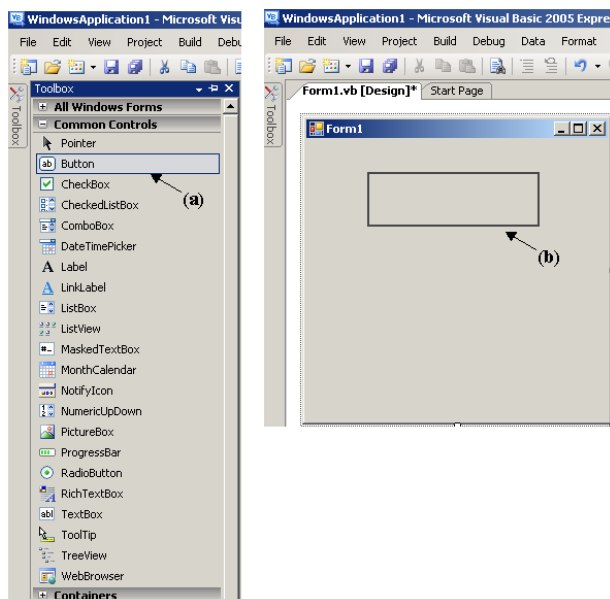 WindowsApplication1 - Microsoft Visu
File Edit View Project Build Debu
Toolbox
Toolbox
All Windows Forms
Common Controls
Pointer
ab Button
CheckBox
CheckedListBox
ComboBox
DateTimePicker
A Label
A LinkLabel
ListBox
ListView
#- MaskedTextBox
MonthCalendar
NotifyIcon
NumericUpDown
PictureBox
ProgressBar
RadioButton
RichTextBox
abl TextBox
ToolTip
TreeView
WebBrowser
Containers
(a)
WindowsApplication1 - Microsoft Visual Basic 2005 Expre
File Edit View Project Build Debug Data Format
Toolbox
Form1.vb [Design]* Start Page
Form1
(b)